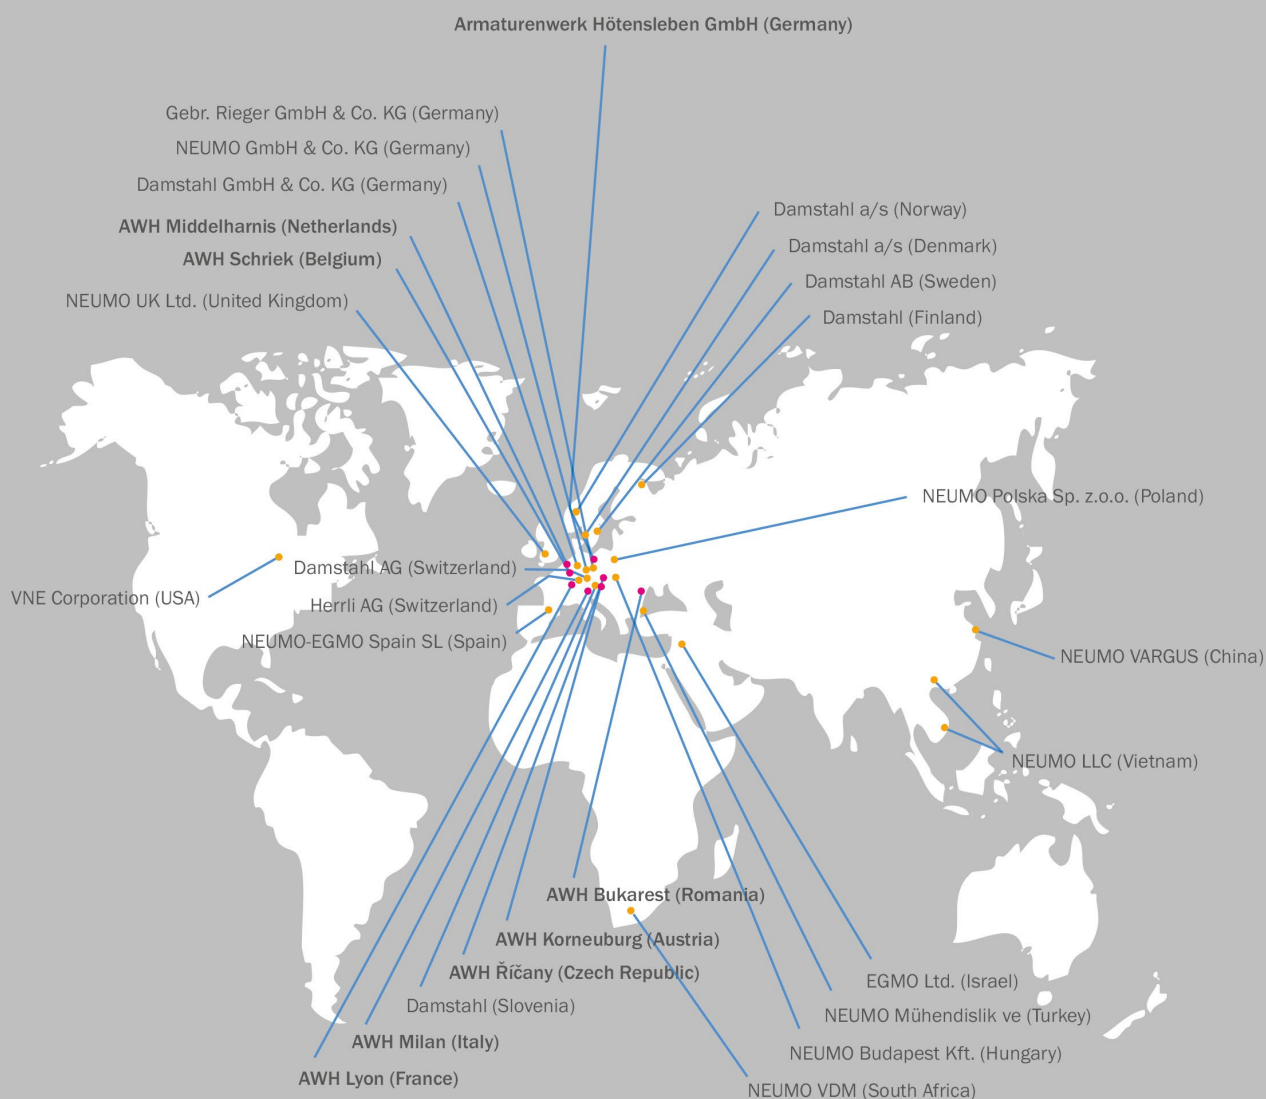 Armaturenwerk Hötensleben GmbH (Germany)
Gebr. Rieger GmbH & Co. KG (Germany)
NEUMO GmbH & Co. KG (Germany)
Damstahl GmbH & Co. KG (Germany)
AWH Middelharnis (Netherlands)
AWH Schriek (Belgium)
NEUMO UK Ltd. (United Kingdom)
Damstahl a/s (Norway)
Damstahl a/s (Denmark)
Damstahl AB (Sweden)
Damstahl (Finland)
NEUMO Polska Sp. z.o.o. (Poland)
Damstahl AG (Switzerland)
VNE Corporation (USA)
Herrli AG (Switzerland)
NEUMO-EGMO Spain SL (Spain)
NEUMO VARGUS (China)
NEUMO LLC (Vietnam)
AWH Bukarest (Romania)
AWH Korneuburg (Austria)
AWH Říčany (Czech Republic)
Damstahl (Slovenia)
AWH Milan (Italy)
AWH Lyon (France)
EGMO Ltd. (Israel)
NEUMO Mühendislik ve (Turkey)
NEUMO Budapest Kft. (Hungary)
NEUMO VDM (South Africa)